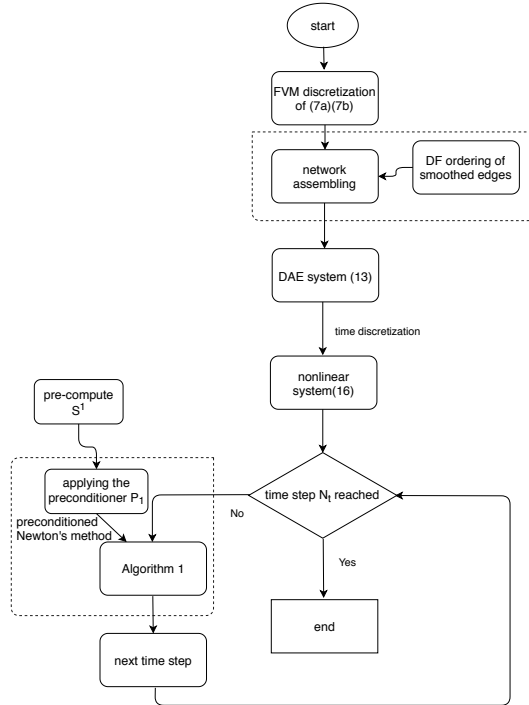 start
FVM discretization
of (7a)(7b)
network
assembling
DF ordering of
smoothed edges
DAE system (13)
time discretization
nonlinear
system(16)
pre-compute
S¹
applying the
preconditioner P₁
time step Nₜ reached
preconditioned
Newton's method
No
Algorithm 1
Yes
end
next time step